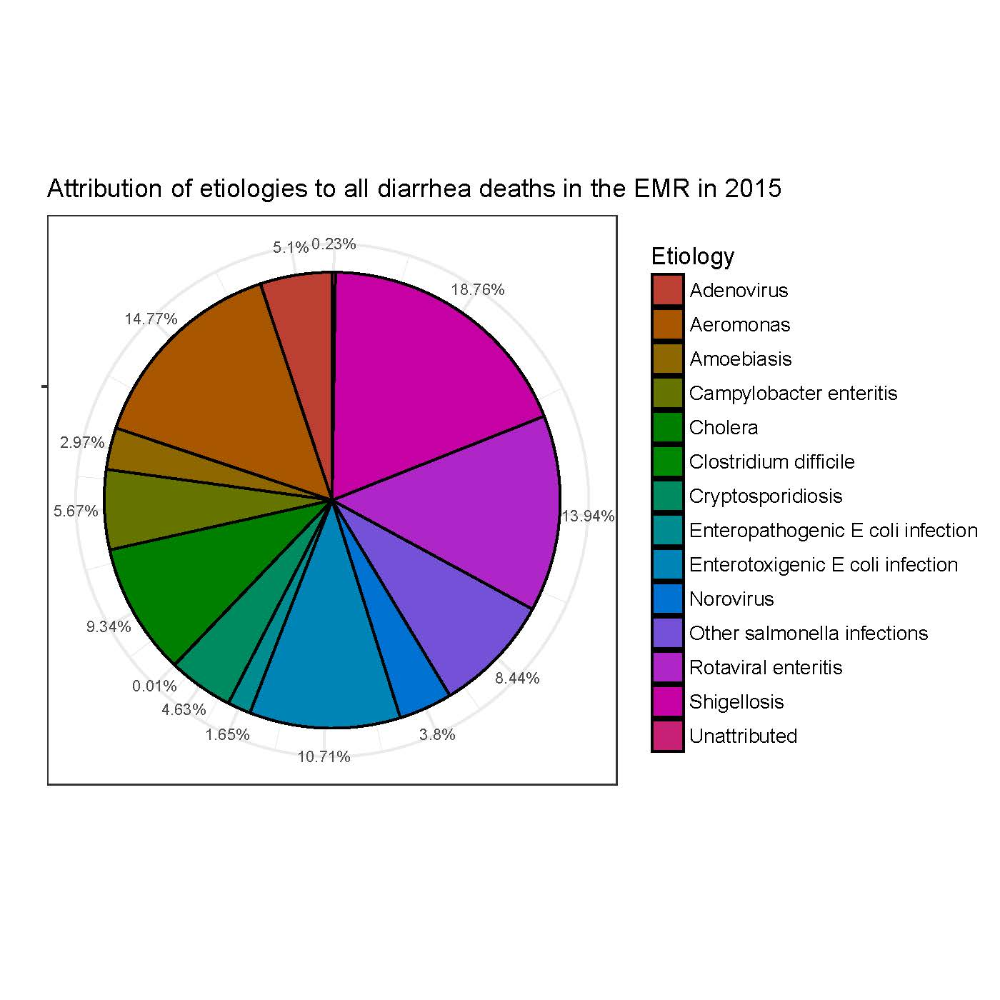 Attribution of etiologies to all diarrhea deaths in the EMR in 2015
5.1%
0.23%
18.76%
14.77%
2.97%
5.67%
13.94%
9.34%
0.01%
4.63%
1.65%
10.71%
3.8%
8.44%
Etiology
Adenovirus
Aeromonas
Amoebiasis
Campylobacter enteritis
Cholera
Clostridium difficile
Cryptosporidiosis
Enteropathogenic E coli infection
Enterotoxigenic E coli infection
Norovirus
Other salmonella infections
Rotaviral enteritis
Shigellosis
Unattributed